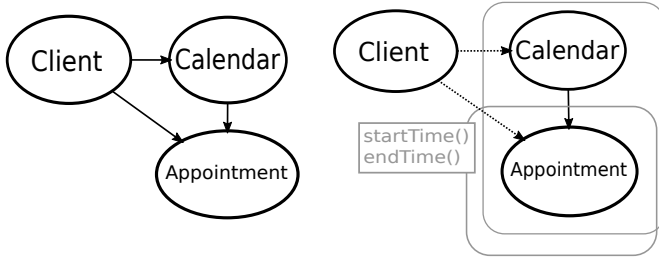 Client
Calendar
Appointment
Client
Calendar
startTime()
endTime()
Appointment